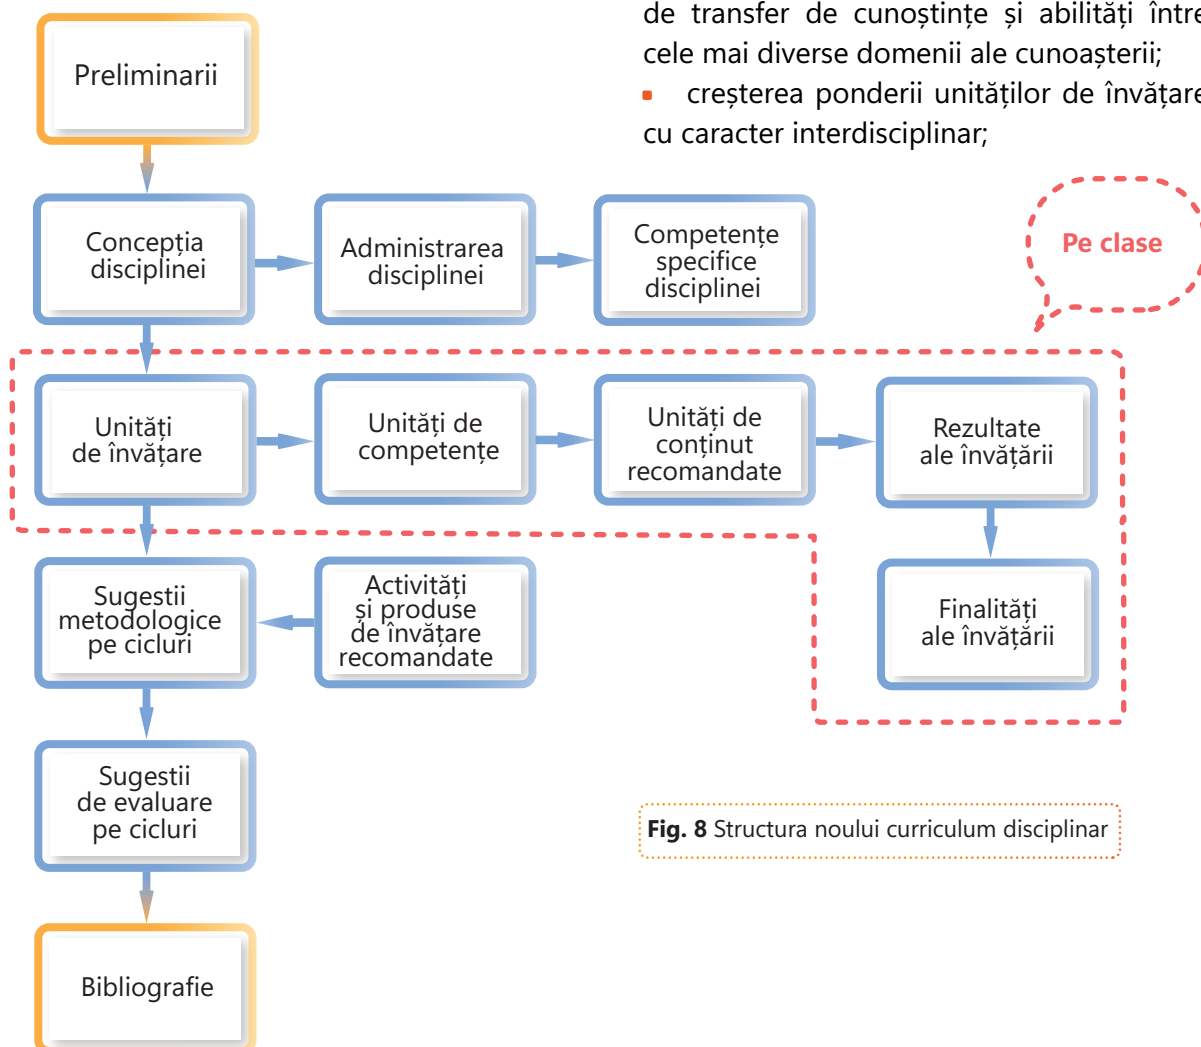 de transfer de cunoștințe și abilități între
cele mai diverse domenii ale cunoașterii;
creșterea ponderii unităților de învățare
cu caracter interdisciplinar;
Preliminarii
Concepția
disciplinei
Administrarea
disciplinei
Competențe
specifice
disciplinei
Pe clase
Unități
de învățare
Unități de
competențe
Unități de
conținut
recomandate
Rezultate
ale învățării
Sugestii
metodologice
pe cicluri
Activități
și produse
de învățare
recomandate
Finalități
ale învățării
Sugestii
de evaluare
pe cicluri
Fig. 8 Structura noului curriculum disciplinar
Bibliografie